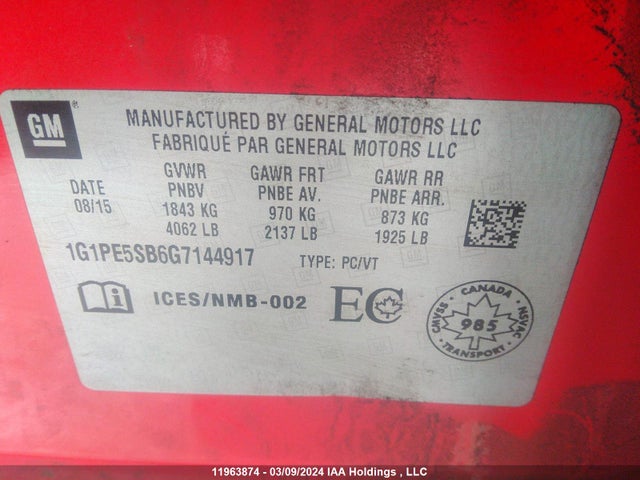 GM
MANUFACTURED BY GENERAL MOTORS LLC
FABRIQUÉ PAR GENERAL MOTORS LLC
DATE
08/15
GVWR
PNBV
1843 KG
4062 LB
GAWR FRT
PNBE AV.
970 KG
2137 LB
GAWR RR
PNBE ARR.
873 KG
1925 LB
1G1PE5SB6G7144917 TYPE: PC/VT
ICES/NMB-002 EC
CANADA
CMVSS 985 NSVAC
TRANSPORT
11963874 - 03/09/2024 IAA Holdings , LLC